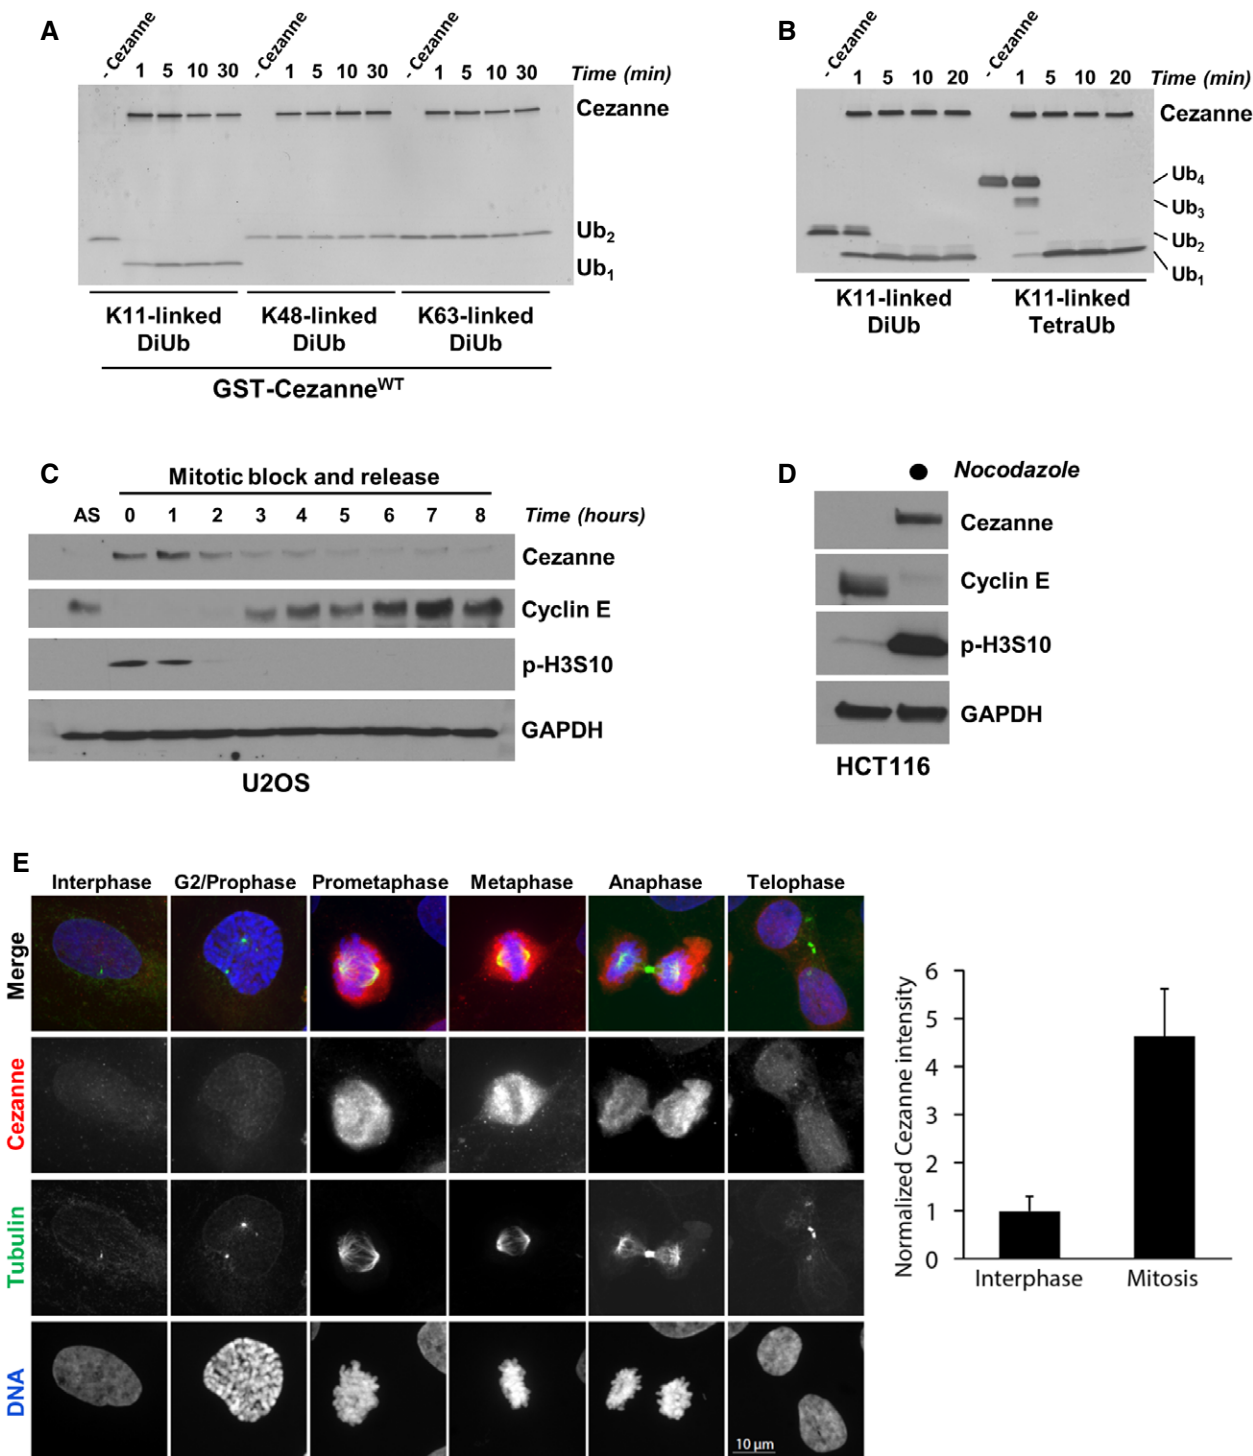 A
- Cezanne 1 5 10 30 - Cezanne 1 5 10 30 - Cezanne 1 5 10 30 Time (min)
Cezanne
Ub2
Ub1
K11-linked DiUb
K48-linked DiUb
K63-linked DiUb
GST-CezanneWT
B
- Cezanne 1 5 10 20 - Cezanne 1 5 10 20 Time (min)
Cezanne
Ub4
Ub3
Ub2
Ub1
K11-linked DiUb
K11-linked TetraUb
C
Mitotic block and release
AS 0 1 2 3 4 5 6 7 8 Time (hours)
Cezanne
Cyclin E
p-H3S10
GAPDH
U2OS
D
Nocodazole
Cezanne
Cyclin E
p-H3S10
GAPDH
HCT116
E
Interphase G2/Prophase Prometaphase Metaphase Anaphase Telophase
Merge
Cezanne
Tubulin
DNA
10 µm
Normalized Cezanne intensity
6
5
4
3
2
1
0
Interphase Mitosis